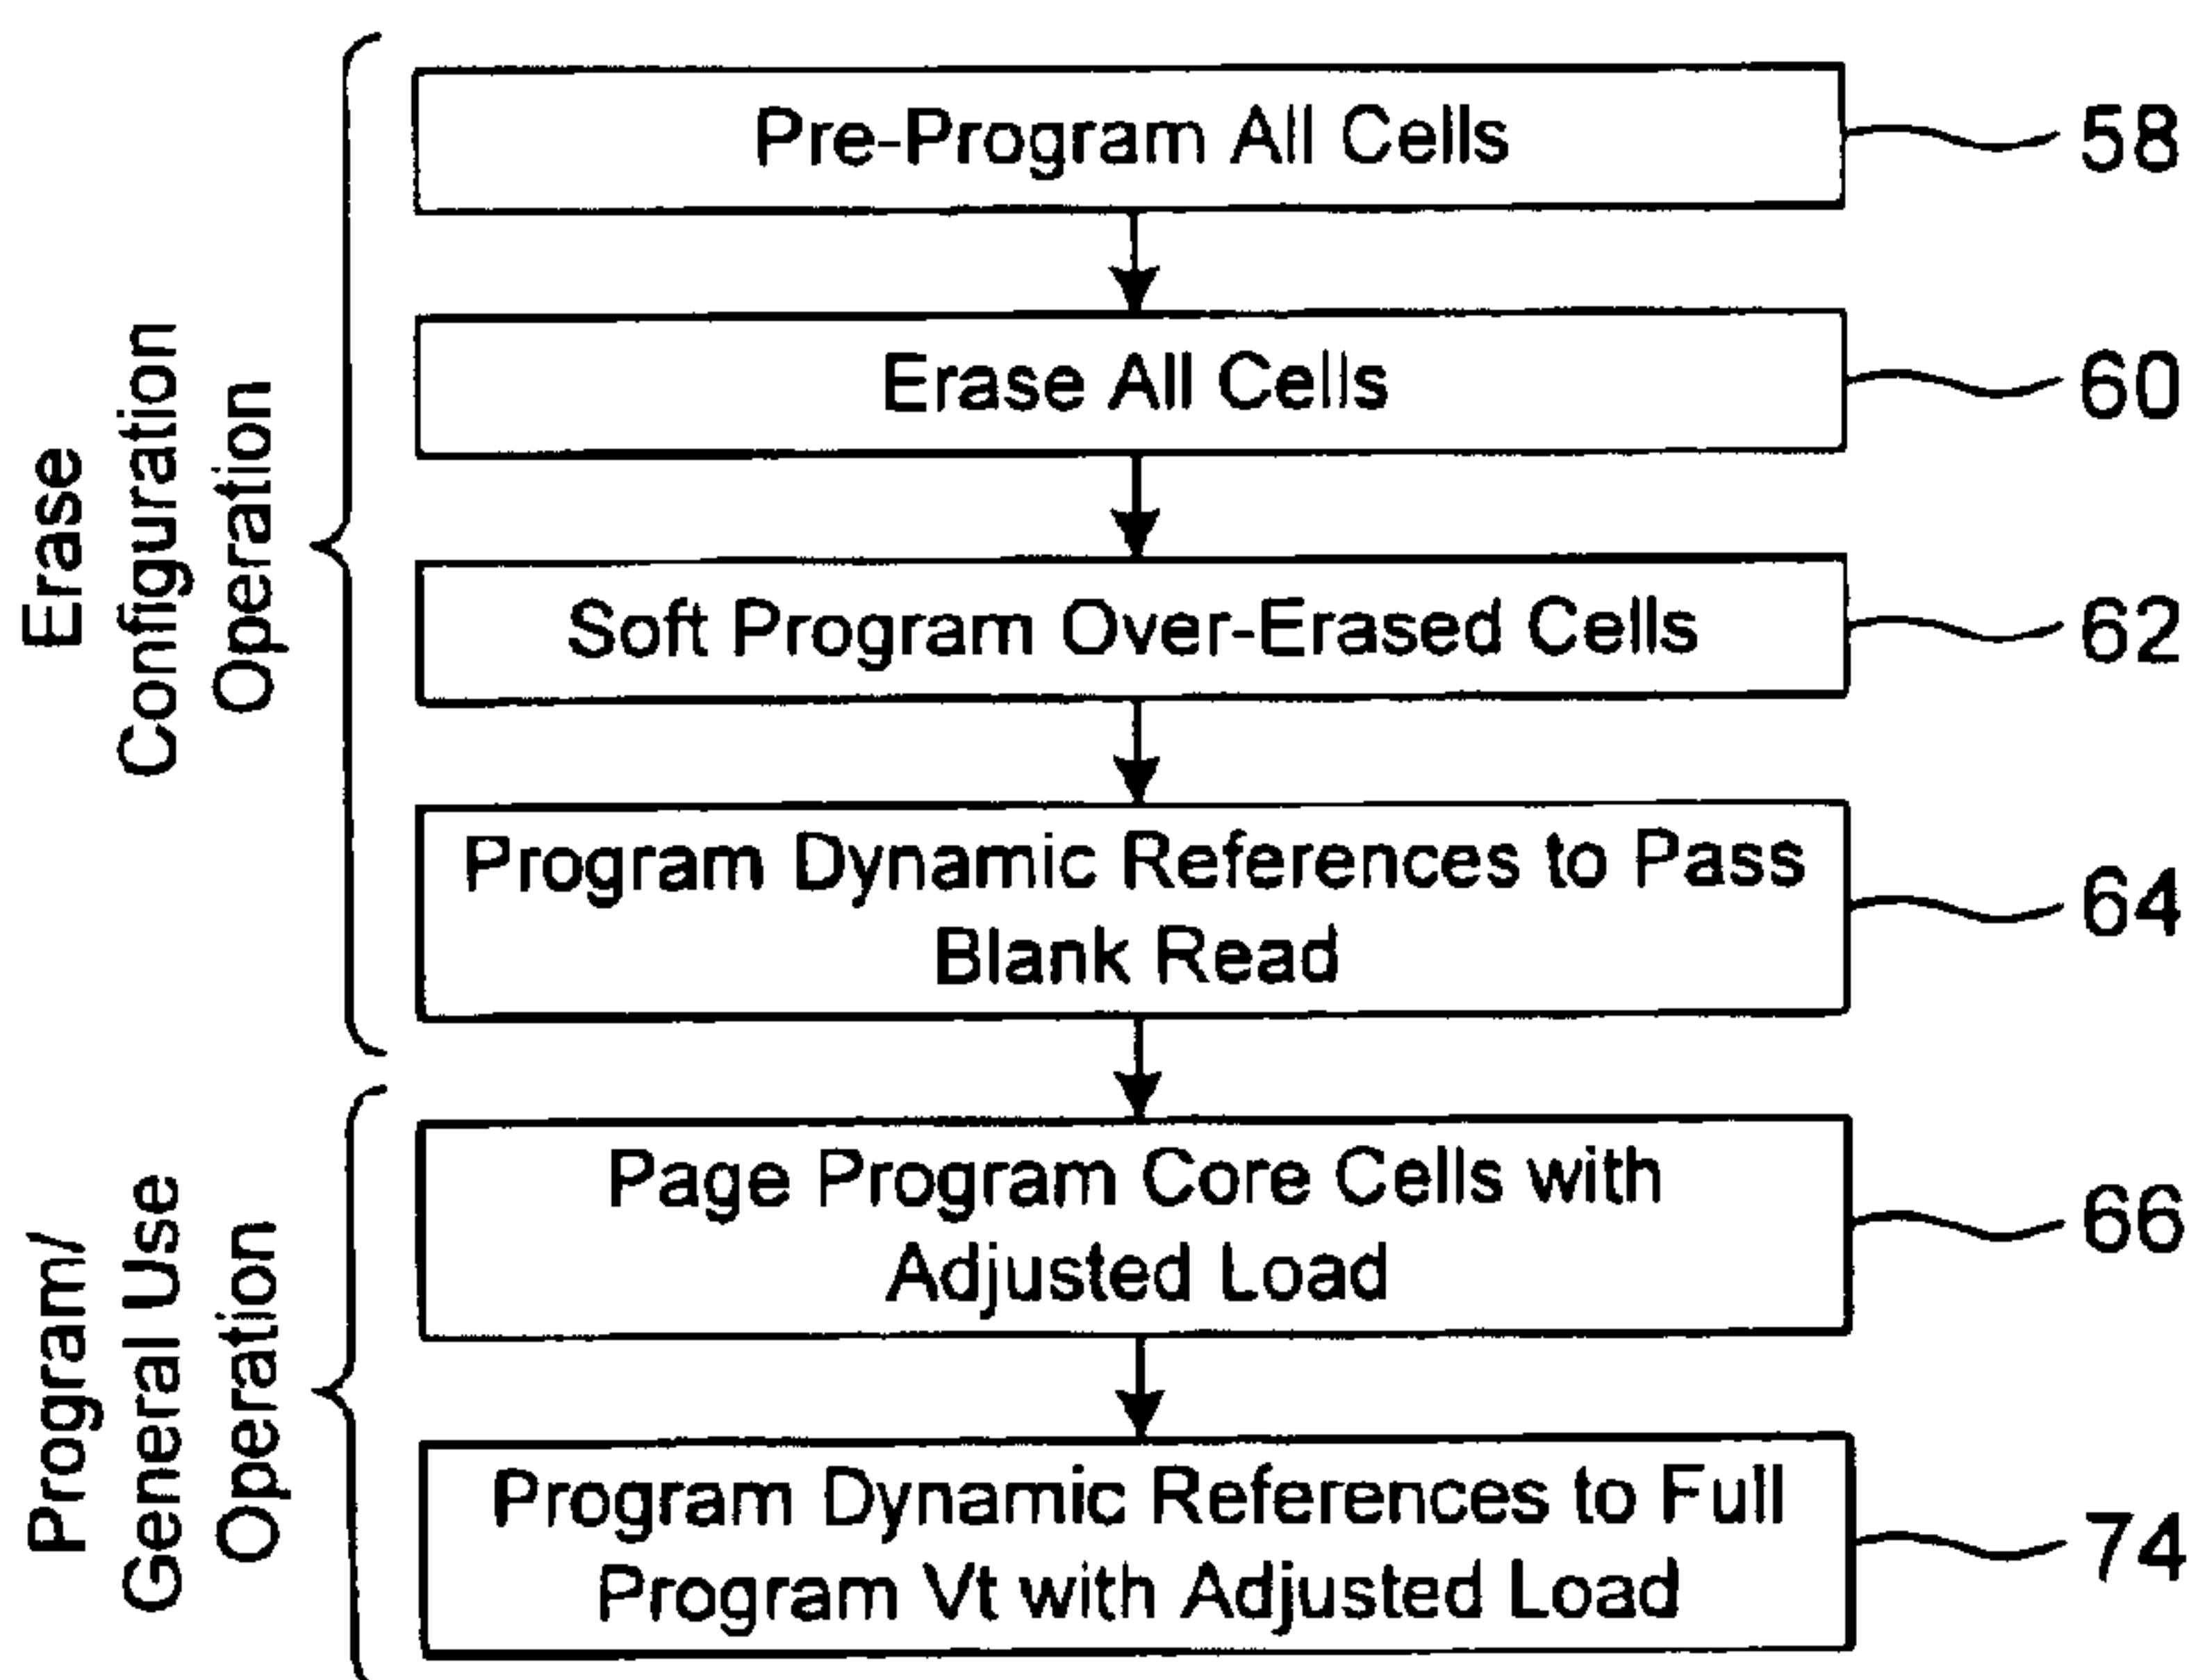 Erase
Configuration
Operation
Pre-Program All Cells
58
Erase All Cells
60
Soft Program Over-Erased Cells
62
Program Dynamic References to Pass
Blank Read
64
Program/
General Use
Operation
Page Program Core Cells with
Adjusted Load
66
Program Dynamic References to Full
Program Vt with Adjusted Load
74